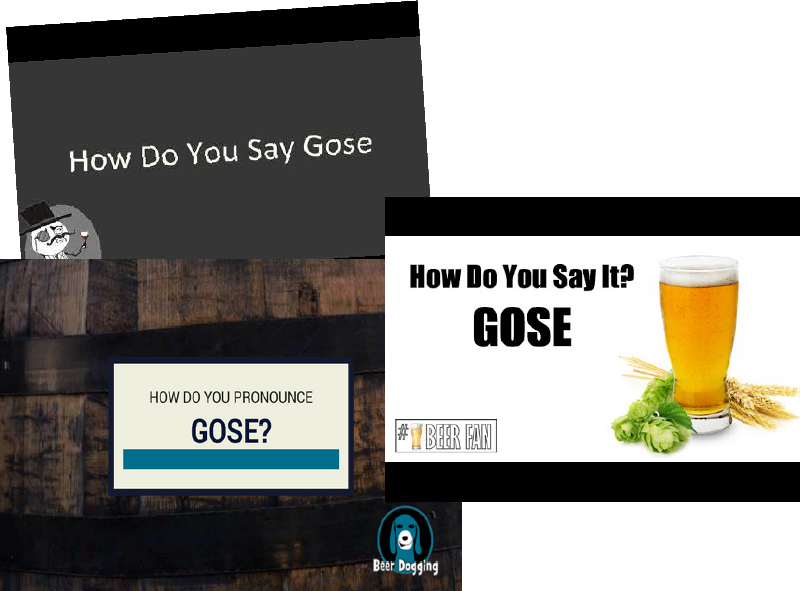 How Do You Say Gose
How Do You Say It?
GOSE
# BEER FAN
HOW DO YOU PRONOUNCE
GOSE?
Beer Dogging